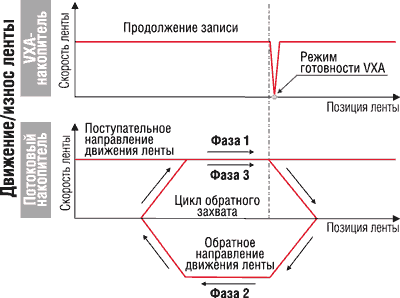 Движение/износ ленты
VXA-
накопитель
Скорость ленты
Продолжение записи
Режим
готовности VXA
Позиция ленты
Потоковый
накопитель
Скорость ленты
Поступательное
направление
движения ленты
Фаза 1
Фаза 3
Цикл обратного
захвата
Позиция ленты
Обратное
направление
движения ленты
Фаза 2